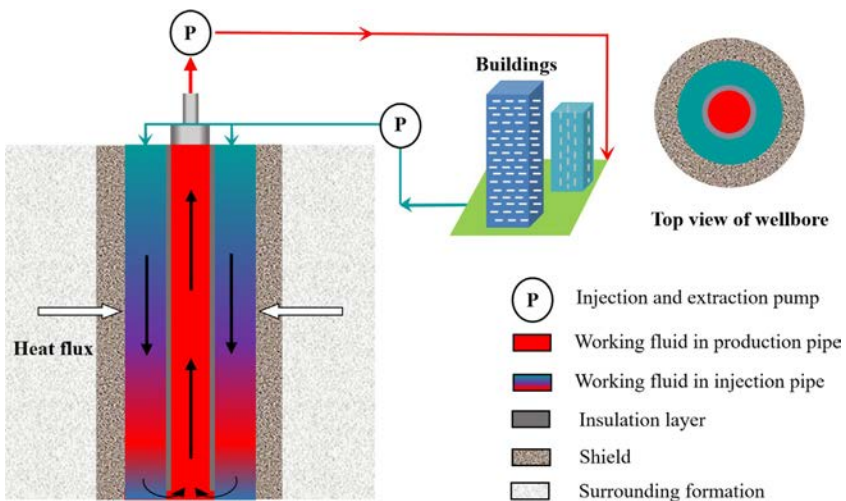 P
Buildings
P
Top view of wellbore
Heat flux
P
Injection and extraction pump
Working fluid in production pipe
Working fluid in injection pipe
Insulation layer
Shield
Surrounding formation